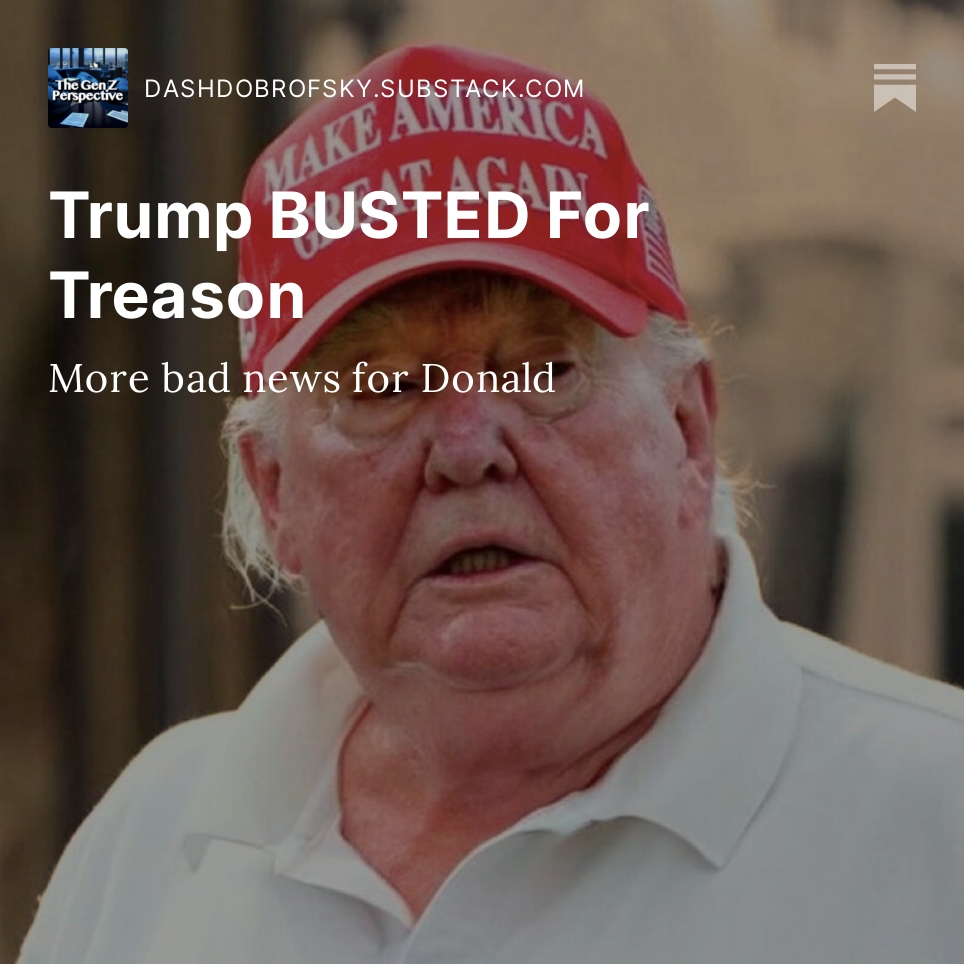 The Gen Z
Perspective
DASHDOBROFSKY.SUBSTACK.COM
MAKE AMERICA
GREAT AGAIN
Trump BUSTED For
Treason
More bad news for Donald